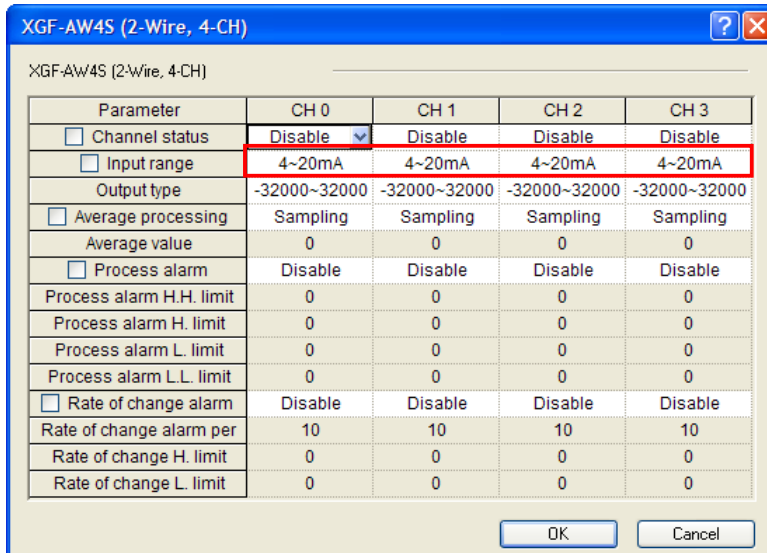 XGF-AW4S (2-Wire, 4-CH)
XGF-AW4S (2-Wire, 4-CH)
Parameter CH 0 CH 1 CH 2 CH 3
Channel status Disable Disable Disable Disable
Input range 4~20mA 4~20mA 4~20mA 4~20mA
Output type -32000~32000 -32000~32000 -32000~32000 -32000~32000
Average processing Sampling Sampling Sampling Sampling
Average value 0 0 0 0
Process alarm Disable Disable Disable Disable
Process alarm H.H. limit 0 0 0 0
Process alarm H. limit 0 0 0 0
Process alarm L. limit 0 0 0 0
Process alarm L.L. limit 0 0 0 0
Rate of change alarm Disable Disable Disable Disable
Rate of change alarm per 10 10 10 10
Rate of change H. limit 0 0 0 0
Rate of change L. limit 0 0 0 0
OK Cancel